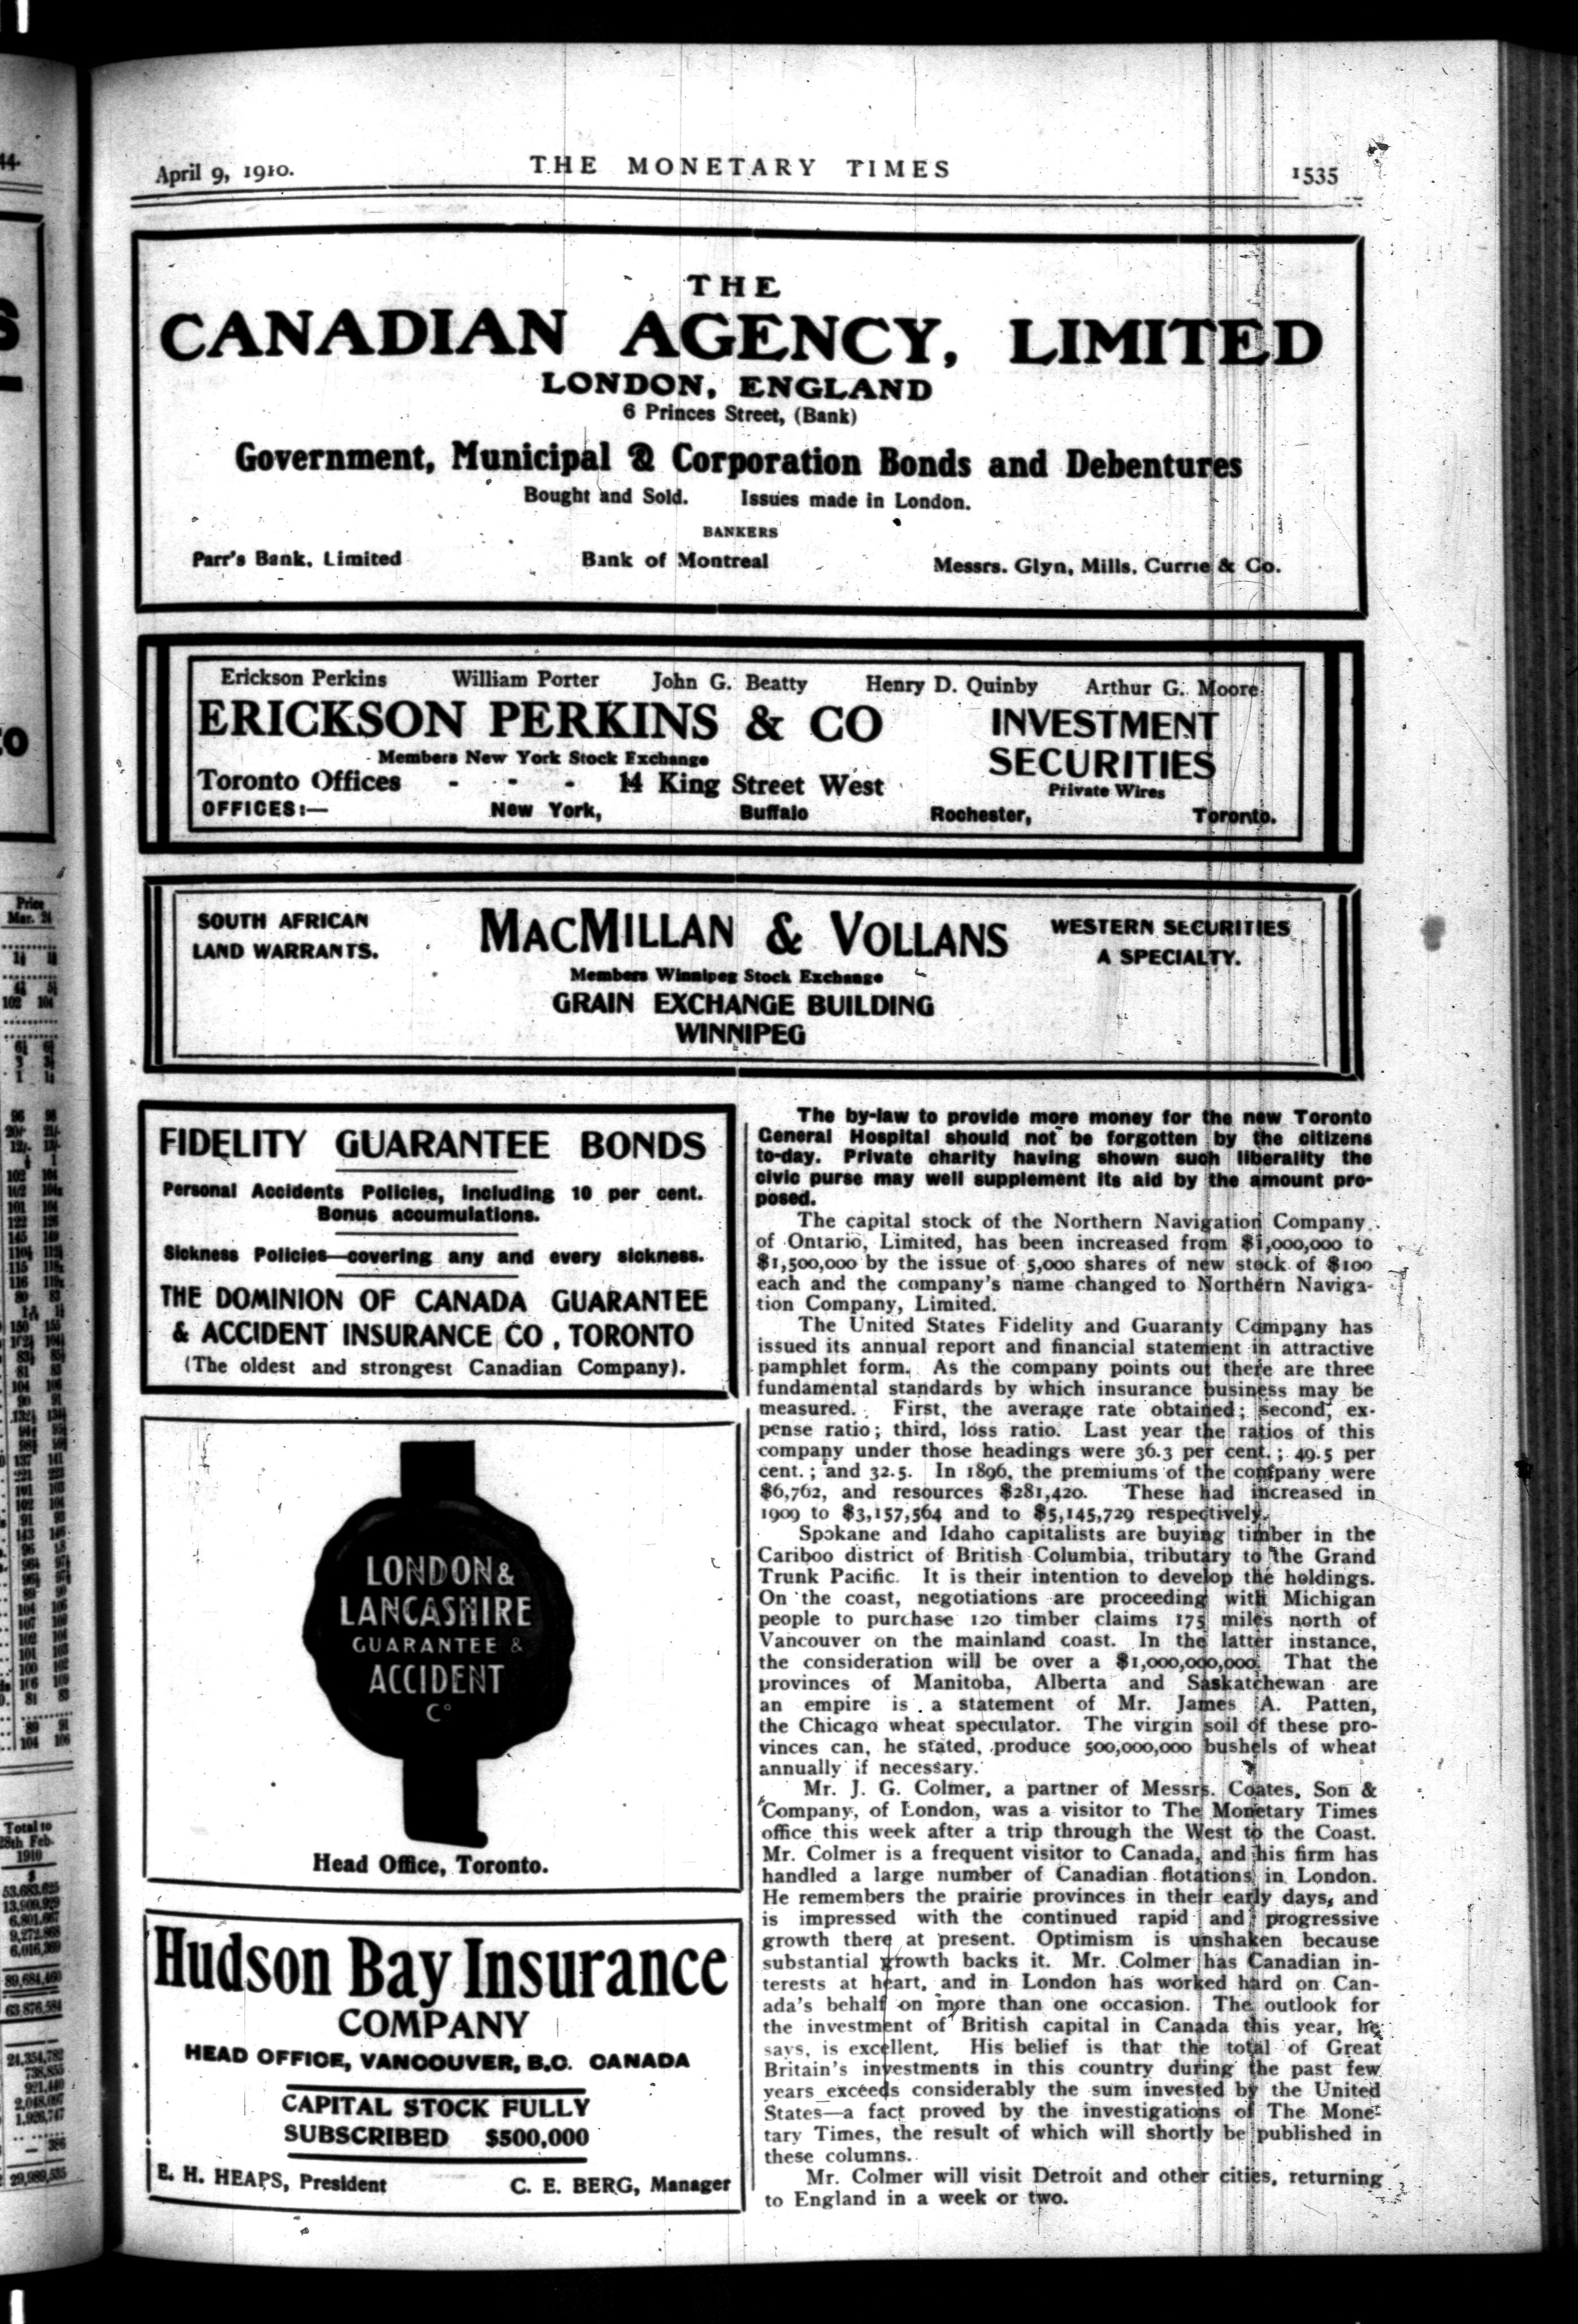 April 9, 1910.
THE MONETARY TIMES
1535
THE
CANADIAN AGENCY, LIMITED
LONDON, ENGLAND
6 Princes Street, (Bank)
Government, Municipal & Corporation Bonds and Debentures
Bought and Sold. Issues made in London.
BANKERS
Parr's Bank, Limited Bank of Montreal Messrs. Glyn, Mills, Currie & Co.
Erickson Perkins William Porter John G. Beatty Henry D. Quinby Arthur G. Moore
ERICKSON PERKINS & CO
Members New York Stock Exchange
Toronto Offices - - - 14 King Street West
INVESTMENT
SECURITIES
Private Wires
OFFICES:— New York, Buffalo Rochester, Toronto.
SOUTH AFRICAN
LAND WARRANTS.
MACMILLAN & VOLLANS
Members Winnipeg Stock Exchange
GRAIN EXCHANGE BUILDING
WINNIPEG
WESTERN SECURITIES
A SPECIALTY.
FIDELITY GUARANTEE BONDS
Personal Accidents Policies, including 10 per cent.
Bonus accumulations.
Sickness Policies—covering any and every sickness.
THE DOMINION OF CANADA GUARANTEE
& ACCIDENT INSURANCE CO, TORONTO
(The oldest and strongest Canadian Company).
LONDON &
LANCASHIRE
GUARANTEE &
ACCIDENT
Co
Head Office, Toronto.
Hudson Bay Insurance
COMPANY
HEAD OFFICE, VANCOUVER, B.C. CANADA
CAPITAL STOCK FULLY
SUBSCRIBED $500,000
E. H. HEAPS, President C. E. BERG, Manager
The by-law to provide more money for the new Toronto
General Hospital should not be forgotten by the citizens
to-day. Private charity having shown such liberality the
civic purse may well supplement its aid by the amount pro-
posed.
The capital stock of the Northern Navigation Company
of Ontario, Limited, has been increased from $1,000,000 to
$1,500,000 by the issue of 5,000 shares of new stock of $100
each and the company's name changed to Northern Naviga-
tion Company, Limited.
The United States Fidelity and Guaranty Company has
issued its annual report and financial statement in attractive
pamphlet form. As the company points out there are three
fundamental standards by which insurance business may be
measured. First, the average rate obtained; second, ex-
pense ratio; third, loss ratio. Last year the ratios of this
company under those headings were 36.3 per cent.; 49.5 per
cent.; and 32.5. In 1896, the premiums of the company were
$6,762, and resources $281,420. These had increased in
1909 to $3,157,564 and to $5,145,729 respectively.
Spokane and Idaho capitalists are buying timber in the
Cariboo district of British Columbia, tributary to the Grand
Trunk Pacific. It is their intention to develop the holdings.
On the coast, negotiations are proceeding with Michigan
people to purchase 120 timber claims 175 miles north of
Vancouver on the mainland coast. In the latter instance,
the consideration will be over a $1,000,000,000. That the
provinces of Manitoba, Alberta and Saskatchewan are
an empire is a statement of Mr. James A. Patten,
the Chicago wheat speculator. The virgin soil of these pro-
vinces can, he stated, produce 500,000,000 bushels of wheat
annually if necessary.
Mr. J. G. Colmer, a partner of Messrs. Coates, Son &
Company, of London, was a visitor to The Monetary Times
office this week after a trip through the West to the Coast.
Mr. Colmer is a frequent visitor to Canada, and his firm has
handled a large number of Canadian flotations in London.
He remembers the prairie provinces in their early days, and
is impressed with the continued rapid and progressive
growth there at present. Optimism is unshaken because
substantial growth backs it. Mr. Colmer has Canadian in-
terests at heart, and in London has worked hard on Can-
ada's behalf on more than one occasion. The outlook for
the investment of British capital in Canada this year, he
says, is excellent. His belief is that the total of Great
Britain's investments in this country during the past few
years exceeds considerably the sum invested by the United
States—a fact proved by the investigations of The Mone-
tary Times, the result of which will shortly be published in
these columns.
Mr. Colmer will visit Detroit and other cities, returning
to England in a week or two.